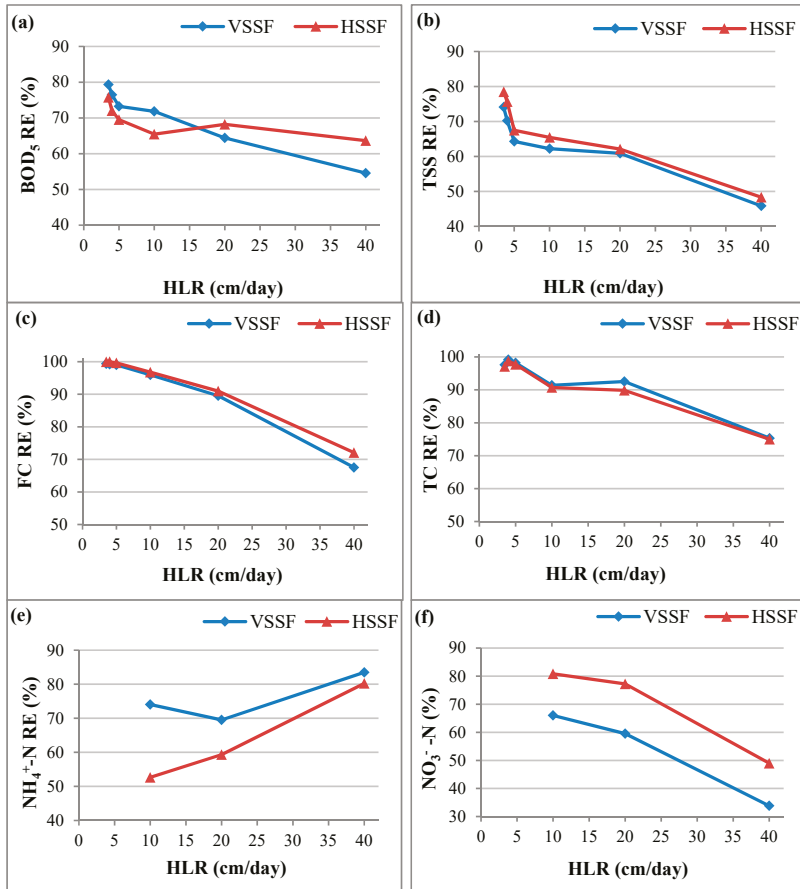 (a)
VSSF HSSF
90
80
70
60
50
40
0 5 10 15 20 25 30 35 40
BOD₅ RE (%)
HLR (cm/day)
(b)
VSSF HSSF
90
80
70
60
50
40
0 5 10 15 20 25 30 35 40
TSS RE (%)
HLR (cm/day)
(c)
VSSF HSSF
100
90
80
70
60
50
0 5 10 15 20 25 30 35 40
FC RE (%)
HLR (cm/day)
(d)
VSSF HSSF
100
90
80
70
60
50
0 5 10 15 20 25 30 35 40
TC RE (%)
HLR (cm/day)
(e)
VSSF HSSF
90
80
70
60
50
40
0 5 10 15 20 25 30 35 40
NH₄⁺-N RE (%)
HLR (cm/day)
(f)
VSSF HSSF
90
80
70
60
50
40
30
0 5 10 15 20 25 30 35 40
NO₃⁻ -N (%)
HLR (cm/day)